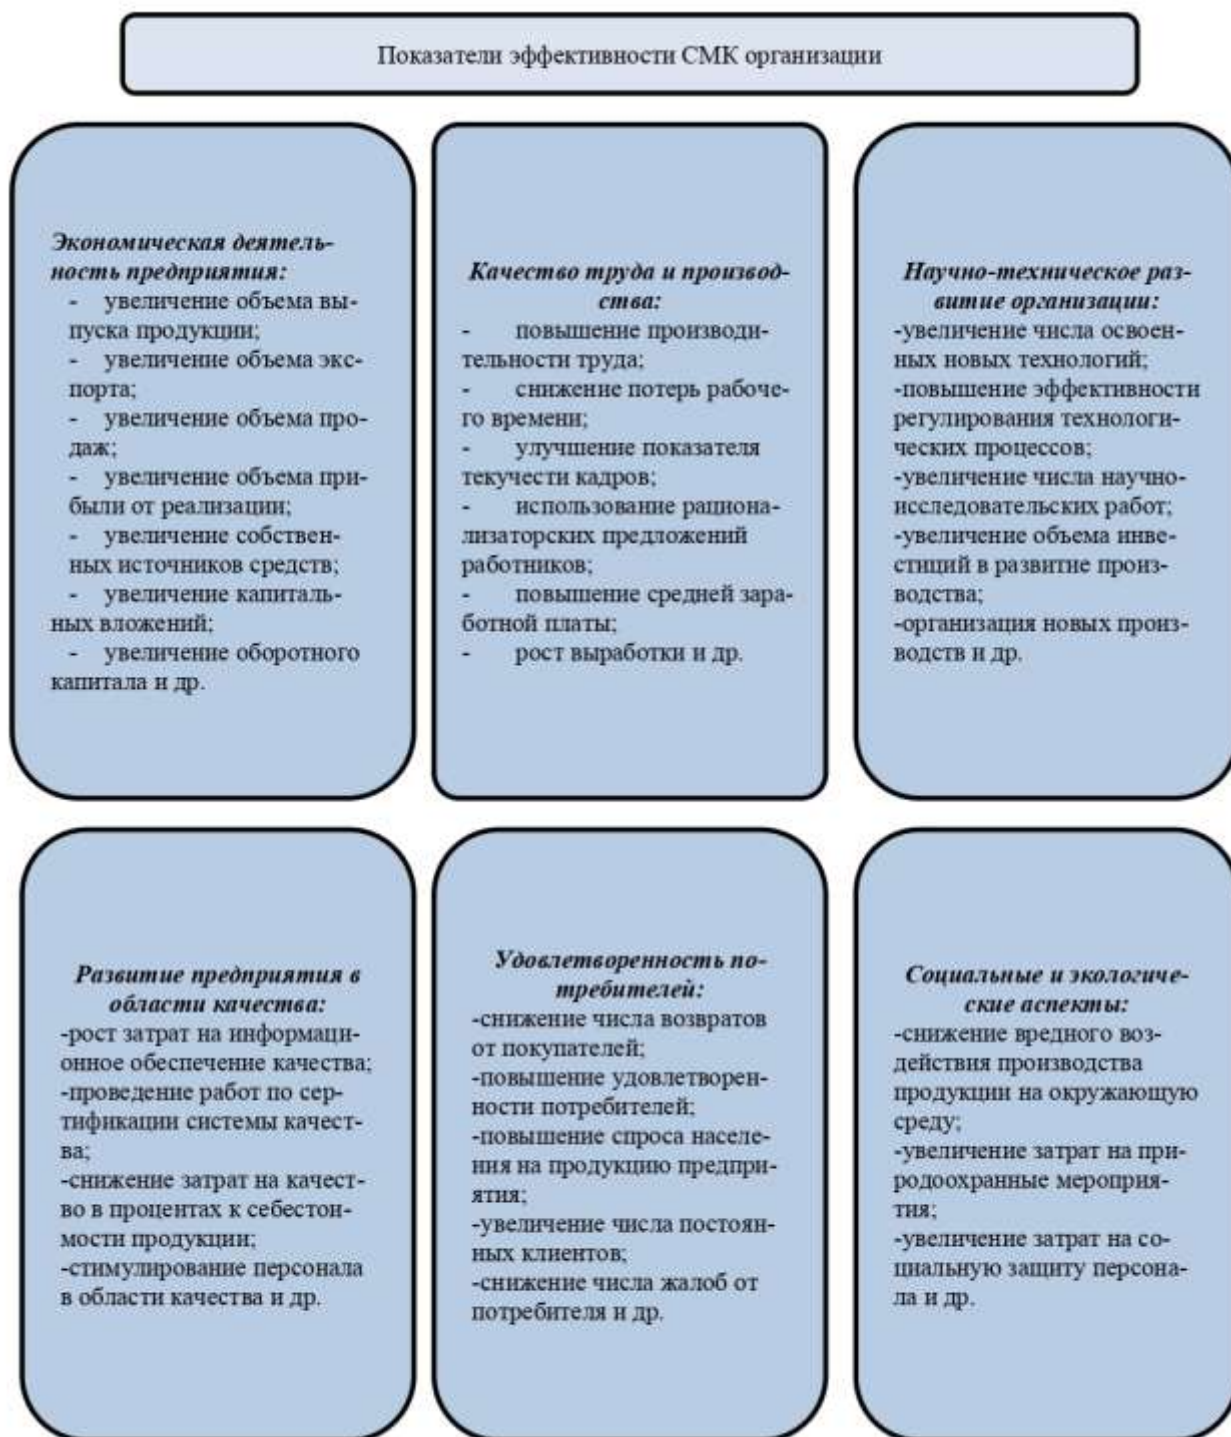 Показатели эффективности СМК организации
Экономическая деятель-
ность предприятия:
- увеличение объема вы-
пуска продукции;
- увеличение объема экс-
порта;
- увеличение объема про-
даж;
- увеличение объема при-
были от реализации;
- увеличение собствен-
ных источников средств;
- увеличение капиталь-
ных вложений;
- увеличение оборотного
капитала и др.
Качество труда и производ-
ства:
- повышение производи-
тельности труда;
- снижение потерь рабоче-
го времени;
- улучшение показателя
текучести кадров;
- использование рациона-
лизаторских предложений
работников;
- повышение средней зара-
ботной платы;
- рост выработки и др.
Научно-техническое раз-
витие организации:
-увеличение числа освоен-
ных новых технологий;
-повышение эффективности
регулирования технологи-
ческих процессов;
-увеличение числа научно-
исследовательских работ;
-увеличение объема инве-
стиций в развитие произ-
водства;
-организация новых произ-
водств и др.
Развитие предприятия в
области качества:
-рост затрат на информаци-
онное обеспечение качества;
-проведение работ по сер-
тификации системы качест-
ва;
-снижение затрат на качест-
во в процентах к себестои-
мости продукции;
-стимулирование персонала
в области качества и др.
Удовлетворенность по-
требителей:
-снижение числа возвратов
от покупателей;
-повышение удовлетворен-
ности потребителей;
-повышение спроса населе-
ния на продукцию предпри-
ятия;
-увеличение числа постоян-
ных клиентов;
-снижение числа жалоб от
потребителя и др.
Социальные и экологиче-
ские аспекты:
-снижение вредного воз-
действия производства
продукции на окружающую
среду;
-увеличение затрат на при-
родоохранные мероприя-
тия;
-увеличение затрат на со-
циальную защиту персона-
ла и др.